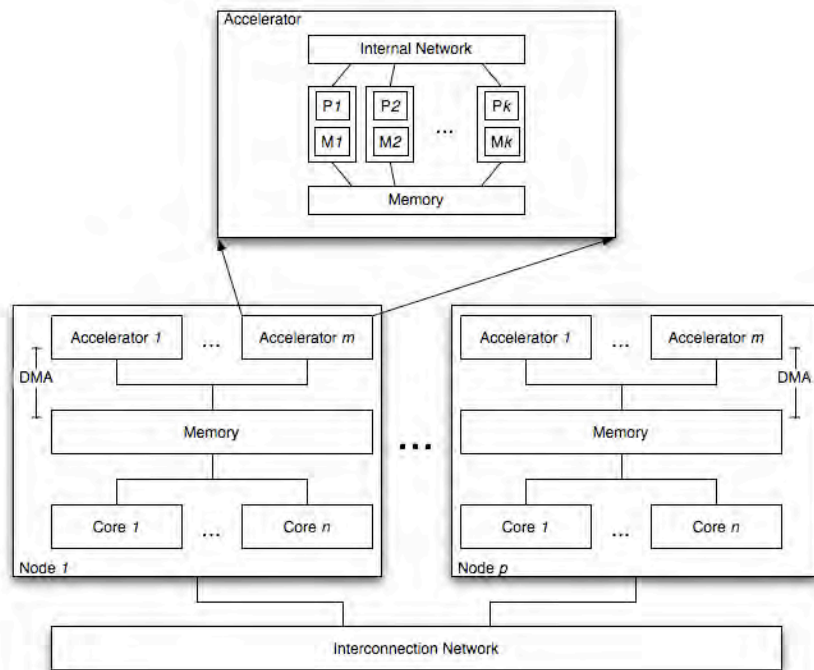 Accelerator
Internal Network
P1 P2 Pk
...
M1 M2 Mk
Memory
Accelerator 1 ... Accelerator m
DMA
Memory
Core 1 ... Core n
Node 1
...
Accelerator 1 ... Accelerator m
DMA
Memory
Core 1 ... Core n
Node p
Interconnection Network